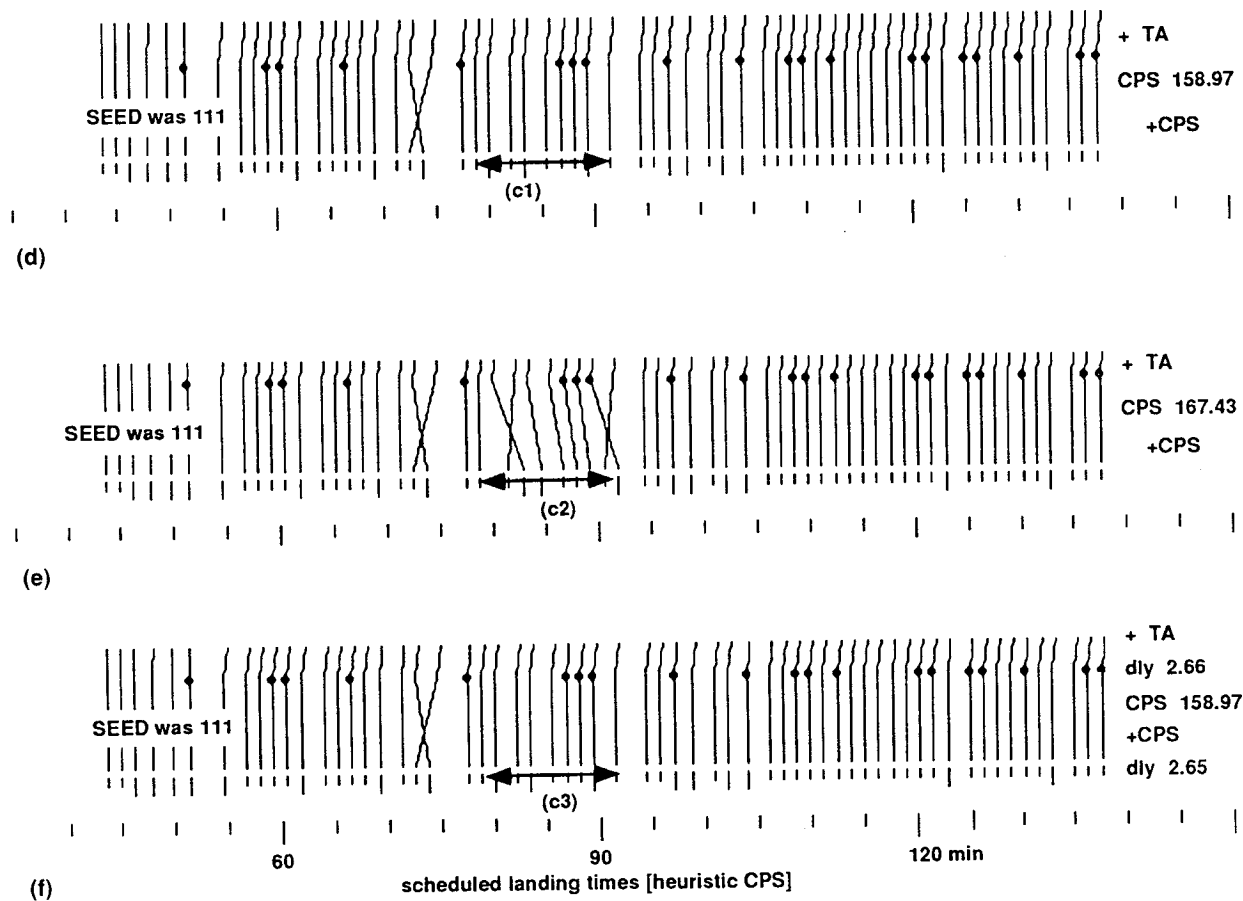 + TA
CPS 158.97
SEED was 111
+CPS
(c1)
(d)
+ TA
CPS 167.43
SEED was 111
+CPS
(c2)
(e)
+ TA
dly 2.66
CPS 158.97
SEED was 111
+CPS
dly 2.65
(c3)
60
90
120 min
scheduled landing times [heuristic CPS]
(f)